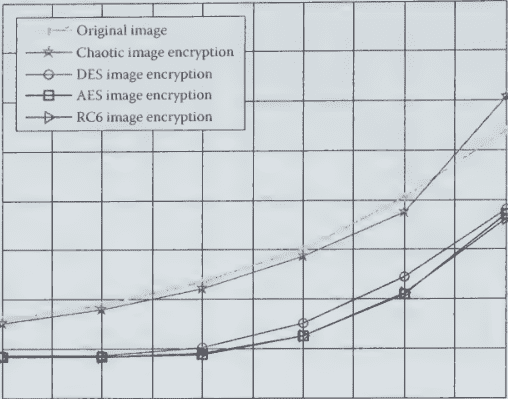 Original image
Chaotic image encryption
DES image encryption
AES image encryption
RC6 image encryption